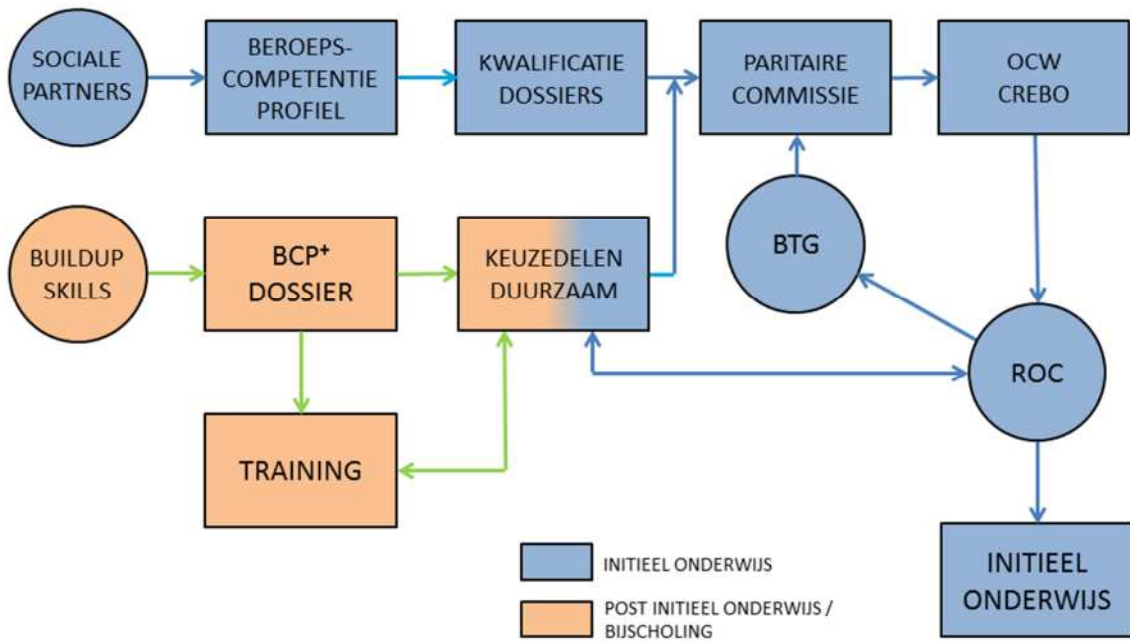 SOCIALE
PARTNERS
BEROEPS-
COMPETENTIE
PROFIEL
KWALIFICATIE
DOSSIERS
PARITAIRE
COMMISSIE
OCW
CREBO
BUILDUP
SKILLS
BCP+
DOSSIER
KEUZEDELEN
DUURZAAM
BTG
ROC
TRAINING
INITIEEL
ONDERWIJS
INITIEEL ONDERWIJS
POST INITIEEL ONDERWIJS /
BIJSCHOLING